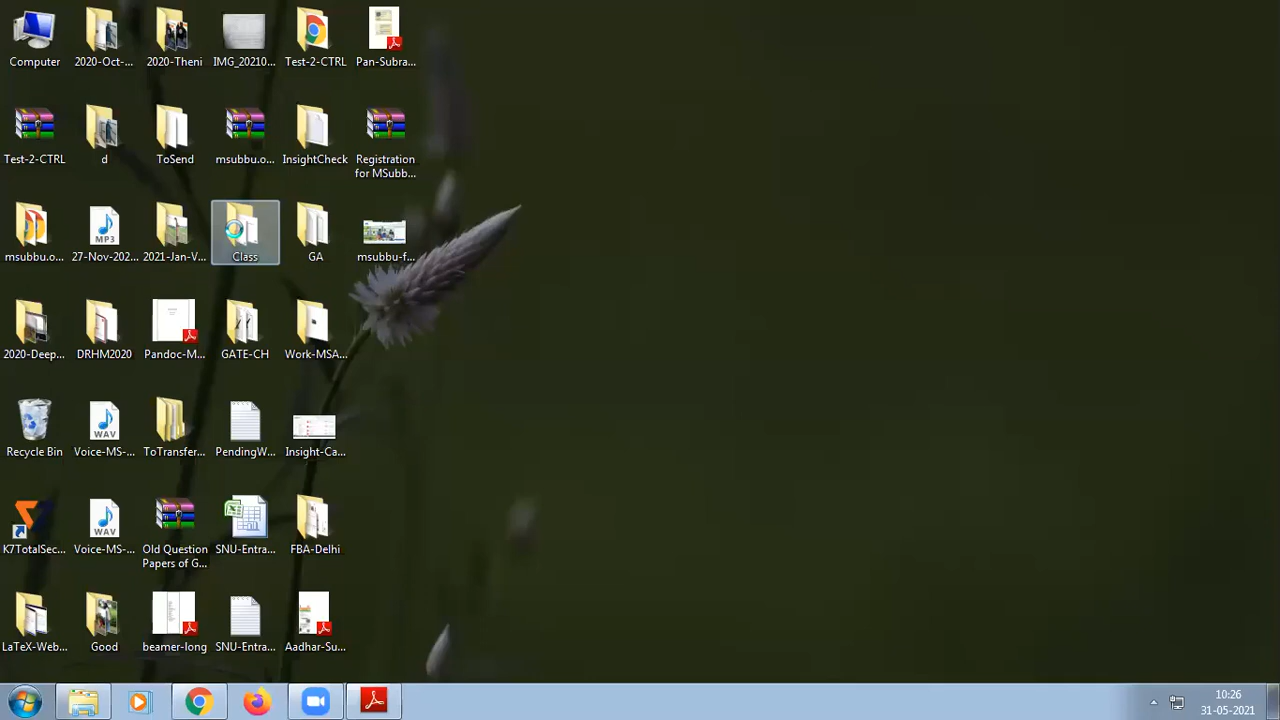 Computer
2020-Oct-...
2020-Theni
IMG_20210...
Test-2-CTRL
Pan-Subra...
Test-2-CTRL
d
ToSend
msubbu.o...
InsightCheck
Registration
for MSubb...
msubbu.o...
MP3
27-Nov-202...
2021-Jan-V...
Class
GA
msubbu-f...
2020-Deep...
DRHM2020
Pandoc-M...
GATE-CH
Work-MSA...
Recycle Bin
WAV
Voice-MS-...
ToTransfer...
PendingW...
Insight-Ca...
K7TotalSec...
WAV
Voice-MS-...
Old Question
Papers of G...
SNU-Entra...
FBA-Delhi
LaTeX-Web...
Good
beamer-long
SNU-Entra...
Aadhar-Su...
10:26
31-05-2021